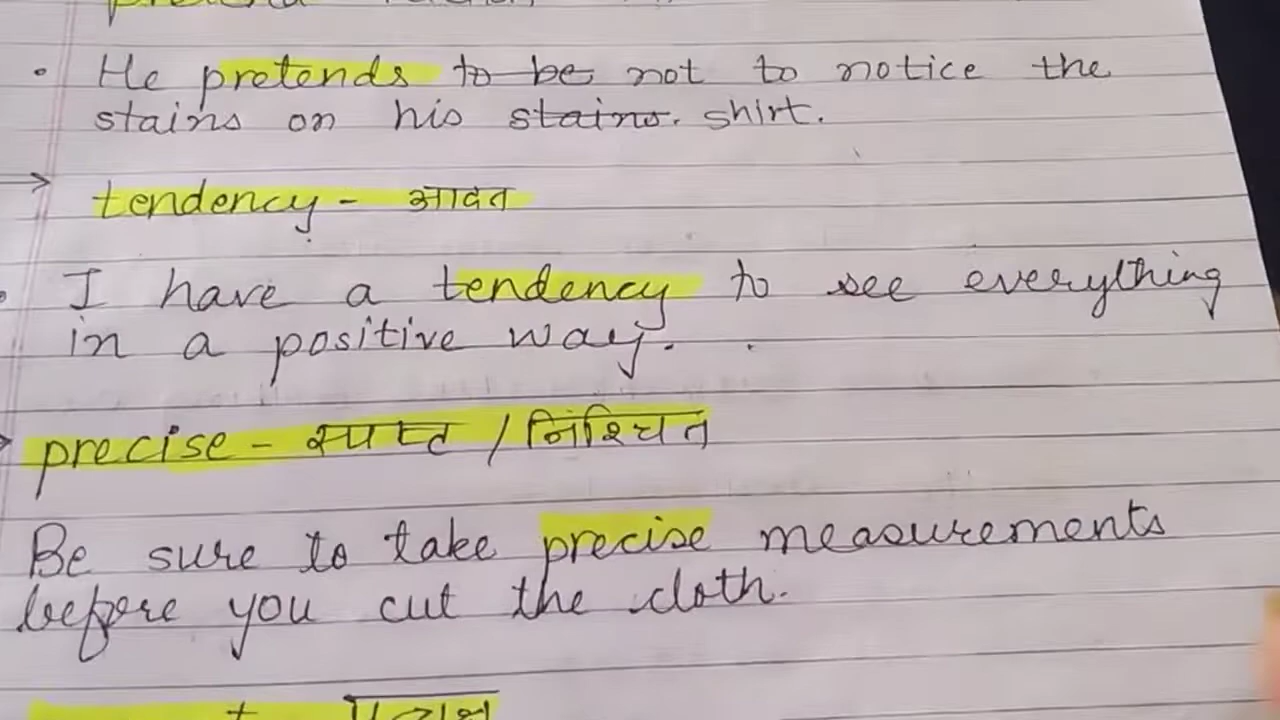 • He pretends to be not to notice the
stains on his stains. shirt.
→ tendency - आदत
I have a tendency to see everything
in a positive way.
precise - स्पष्ट / निश्चित
Be sure to take precise measurements
before you cut the cloth.